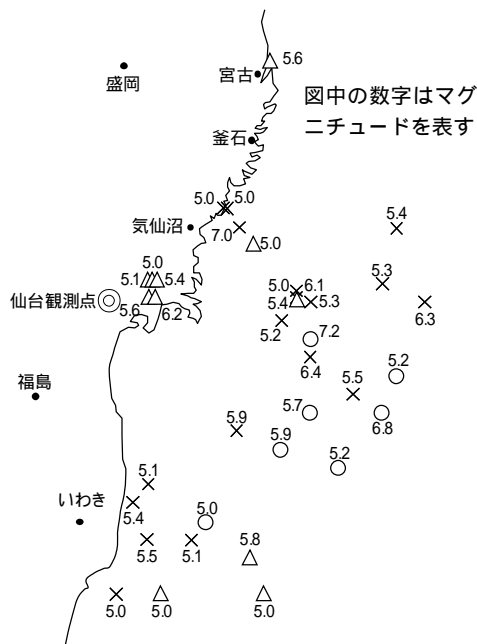 5.6
宮古
盛岡
図中の数字はマグ
ニチュードを表す
釜石
5.0 5.0
5.4
気仙沼
7.0
5.0
5.0
5.1 5.4
5.3
5.0 6.1
仙台観測点
5.4 5.3
5.6 6.2
6.3
5.2
7.2
6.4
5.2
福島
5.5
5.7
6.8
5.9
5.9
5.2
5.1
いわき
5.0
5.4
5.5 5.1
5.8
5.0 5.0 5.0